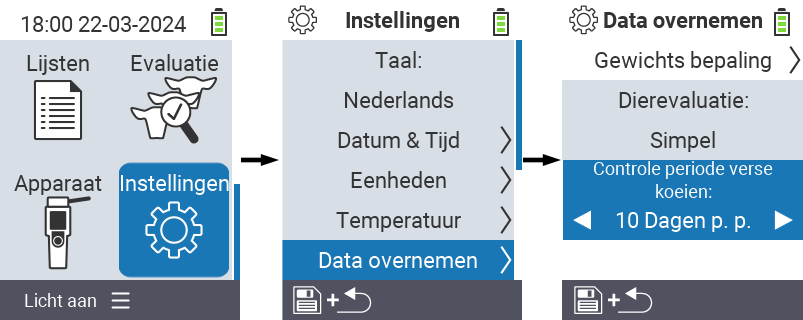 18:00 22-03-2024
Lijsten
Evaluatie
Apparaat
Instellingen
Licht aan
Instellingen
Taal:
Nederlands
Datum & Tijd
Eenheden
Temperatuur
Data overnemen
+
Data overnemen
Gewichts bepaling
Dierevaluatie:
Simpel
Controle periode verse
koeien:
10 Dagen p. p.
+